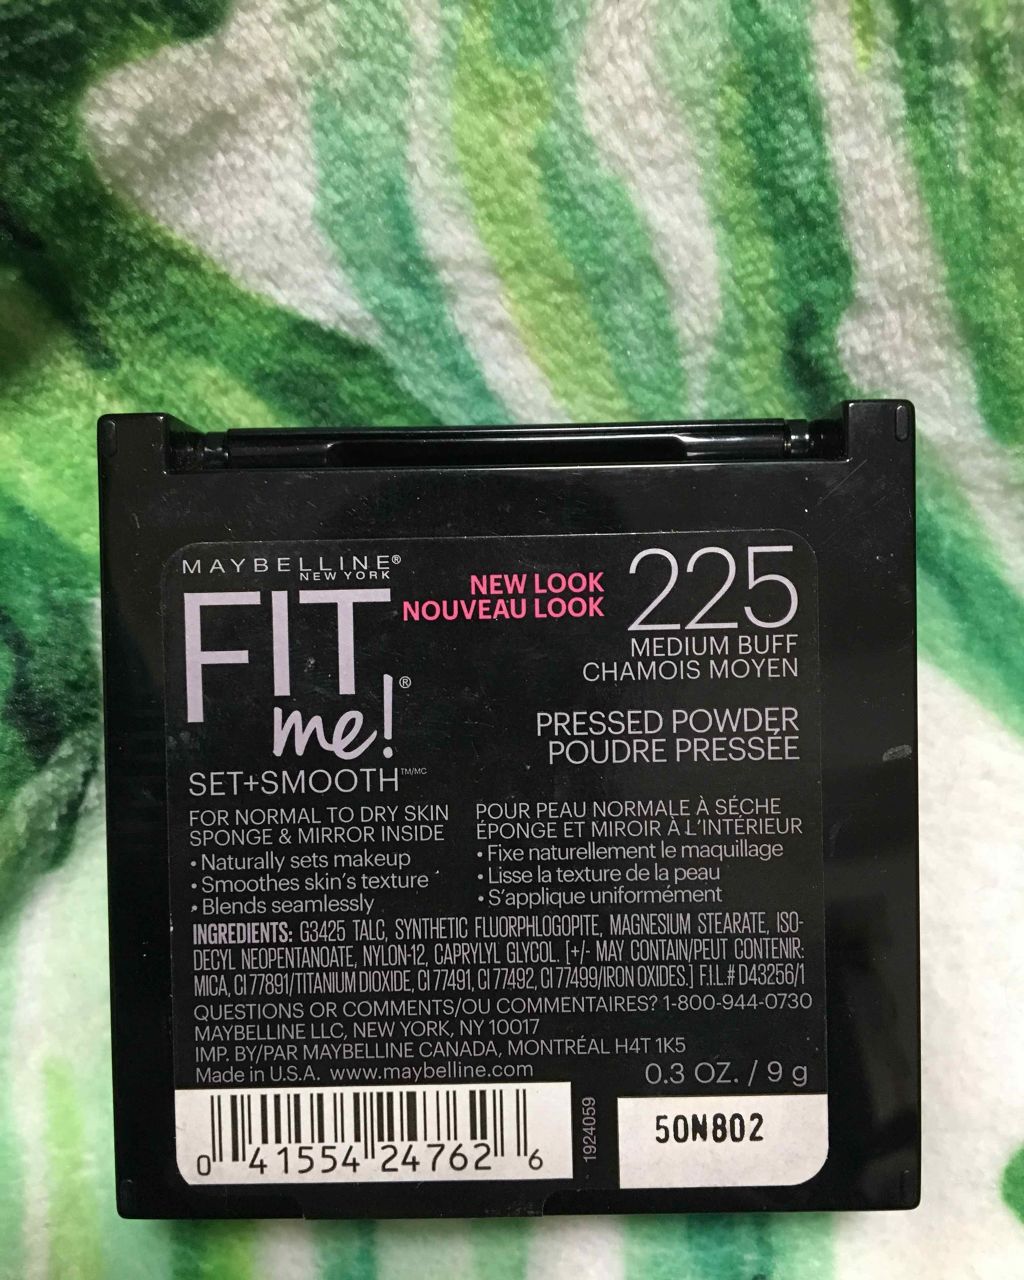 MAYBELLINE®
NEW YORK
FIT
me!®
SET+SMOOTH™/MC
NEW LOOK
NOUVEAU LOOK
225
MEDIUM BUFF
CHAMOIS MOYEN
PRESSED POWDER
POUDRE PRESSÉE
FOR NORMAL TO DRY SKIN
SPONGE & MIRROR INSIDE
• Naturally sets makeup
• Smoothes skin's texture
• Blends seamlessly
POUR PEAU NORMALE À SÉCHE
ÉPONGE ET MIROIR À L'INTÉRIEUR
• Fixe naturellement le maquillage
• Lisse la texture de la peau
• S'applique uniformément
INGREDIENTS: G3425 TALC, SYNTHETIC FLUORPHLOGOPITE, MAGNESIUM STEARATE, ISO-
DECYL NEOPENTANOATE, NYLON-12, CAPRYLYL GLYCOL. [+/- MAY CONTAIN/PEUT CONTENIR:
MICA, CI 77891/TITANIUM DIOXIDE, CI 77491, CI 77492, CI 77499/IRON OXIDES.] F.I.L.# D43256/1
QUESTIONS OR COMMENTS/OU COMMENTAIRES? 1-800-944-0730
MAYBELLINE LLC, NEW YORK, NY 10017
IMP. BY/PAR MAYBELLINE CANADA, MONTRÉAL H4T 1K5
Made in U.S.A. www.maybelline.com
0.3 OZ. / 9 g
0 41554 24762 6
1924059
50N802